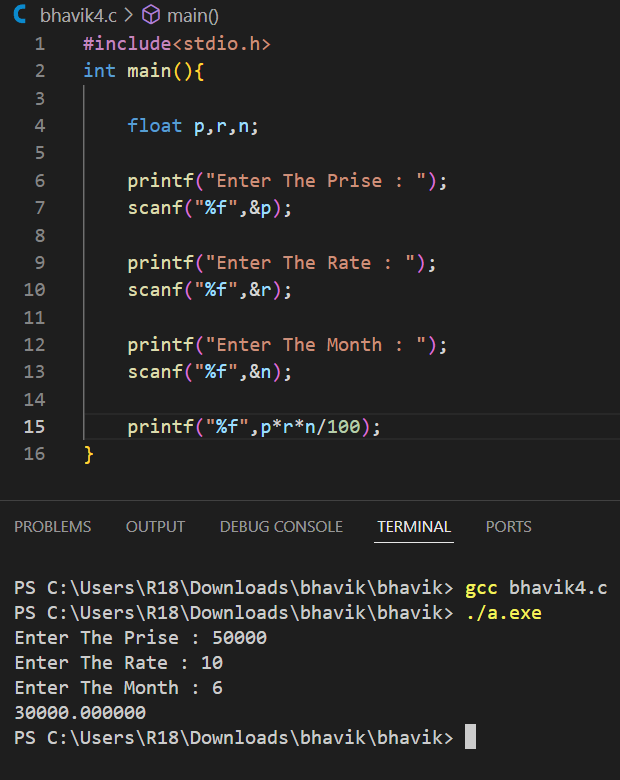 bhavik4.c > main()
1 #include<stdio.h>
2 int main(){
3
4 float p,r,n;
5
6 printf("Enter The Prise : ");
7 scanf("%f",&p);
8
9 printf("Enter The Rate : ");
10 scanf("%f",&r);
11
12 printf("Enter The Month : ");
13 scanf("%f",&n);
14
15 printf("%f",p*r*n/100);
16 }
PROBLEMS OUTPUT DEBUG CONSOLE TERMINAL PORTS
PS C:\Users\R18\Downloads\bhavik\bhavik> gcc bhavik4.c
PS C:\Users\R18\Downloads\bhavik\bhavik> ./a.exe
Enter The Prise : 50000
Enter The Rate : 10
Enter The Month : 6
30000.000000
PS C:\Users\R18\Downloads\bhavik\bhavik>